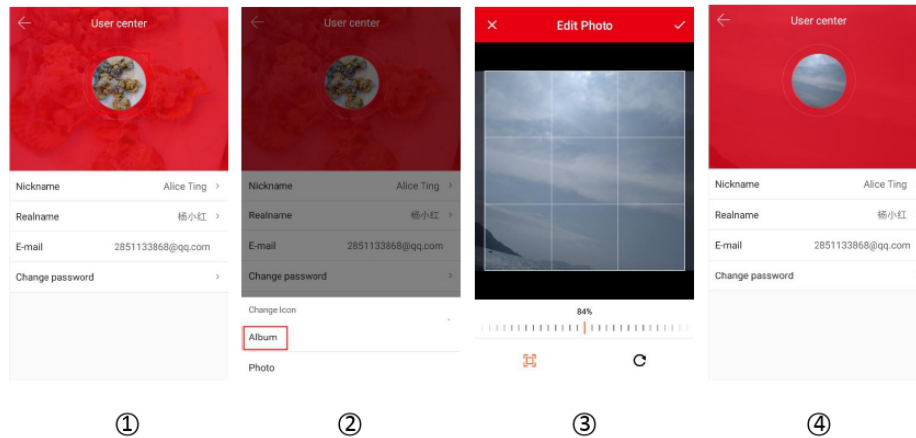 User center
Nickname Alice Ting
Realname 杨小红
E-mail 2851133868@qq.com
Change password
①
User center
Nickname Alice Ting
Realname 杨小红
E-mail 2851133868@qq.com
Change password
Change Icon
Album
Photo
②
Edit Photo
84%
③
User center
Nickname Alice Ting
Realname 杨小红
E-mail 2851133868@qq.com
Change password
④